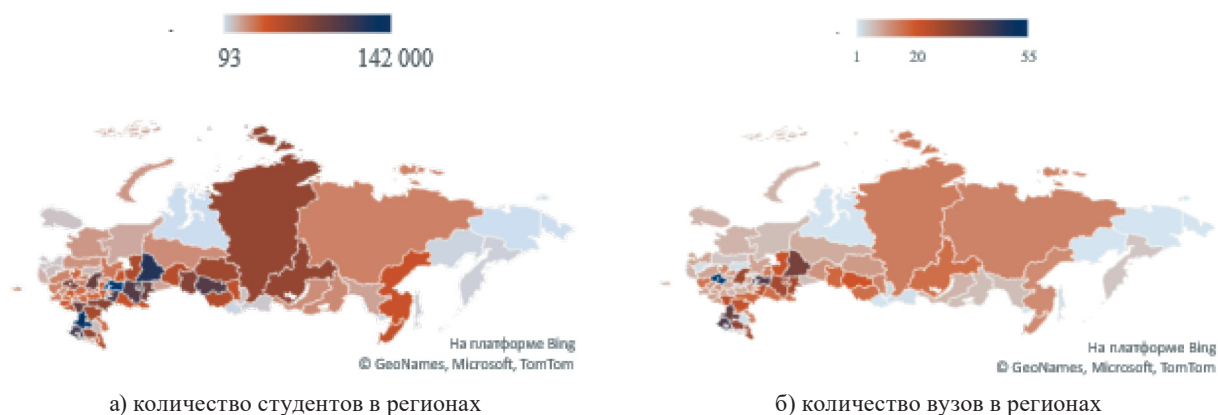 93 142 000
1 20 55
На платформе Bing
© GeoNames, Microsoft, TomTom
На платформе Bing
© GeoNames, Microsoft, TomTom
а) количество студентов в регионах
б) количество вузов в регионах